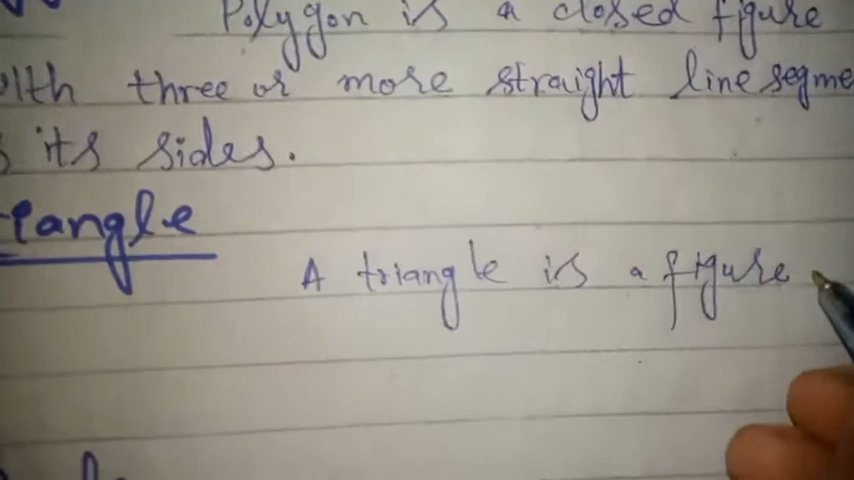 Polygon is a closed figure
with three or more straight line segme
its sides.
iangle
A triangle is a figure